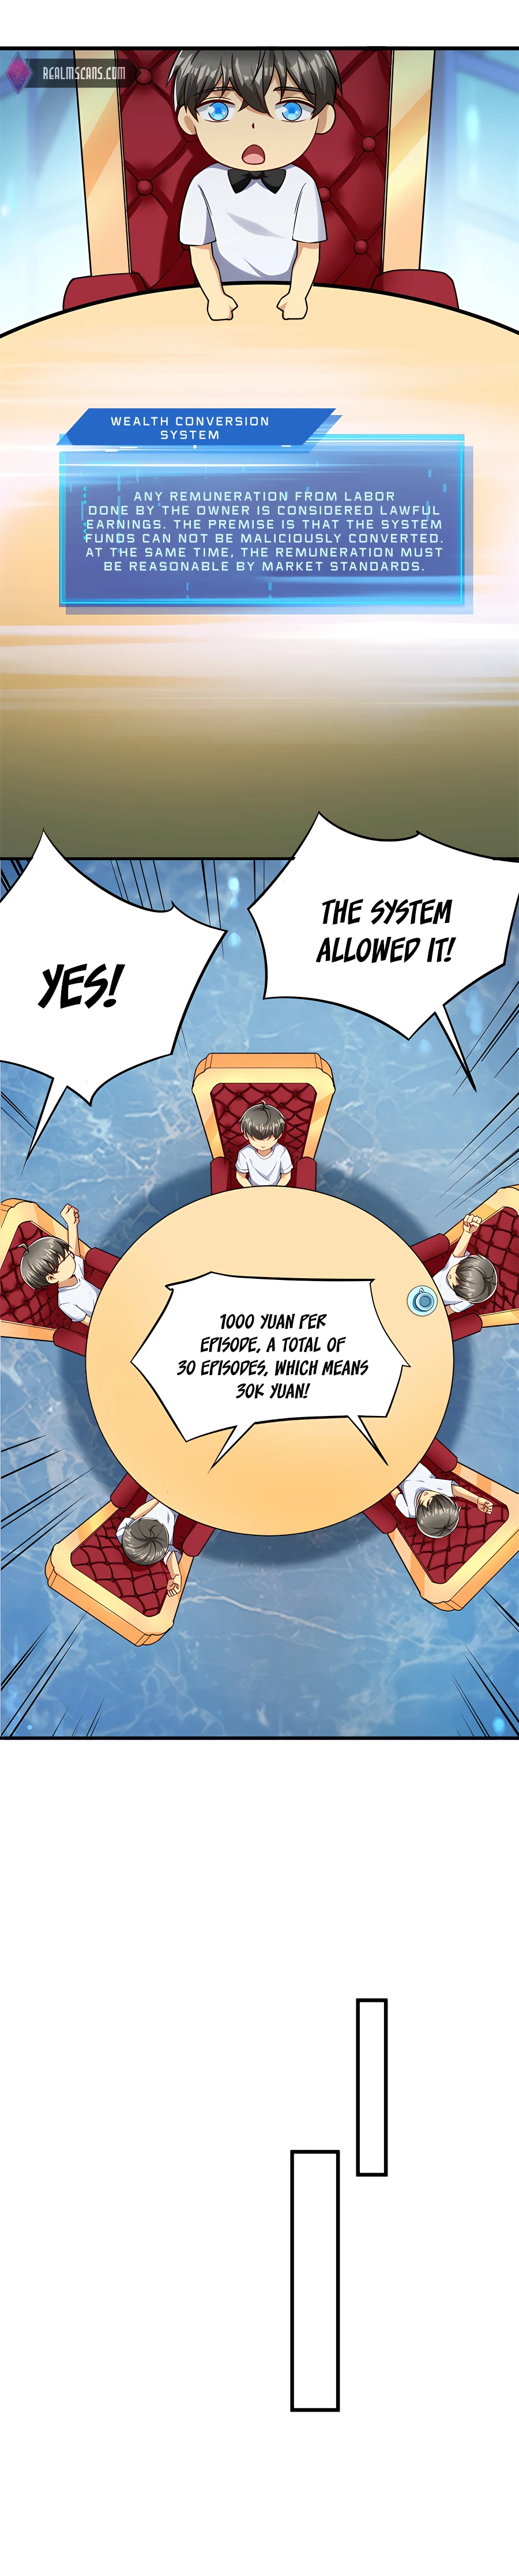 REALMSCANS.COM
WEALTH CONVERSION
SYSTEM
ANY REMUNERATION FROM LABOR
DONE BY THE OWNER IS CONSIDERED LAWFUL
EARNINGS. THE PREMISE IS THAT THE SYSTEM
FUNDS CAN NOT BE MALICIOUSLY CONVERTED.
AT THE SAME TIME, THE REMUNERATION MUST
BE REASONABLE BY MARKET STANDARDS.
THE SYSTEM
ALLOWED IT!
YES!
1000 YUAN PER
EPISODE, A TOTAL OF
30 EPISODES, WHICH MEANS
30K YUAN!